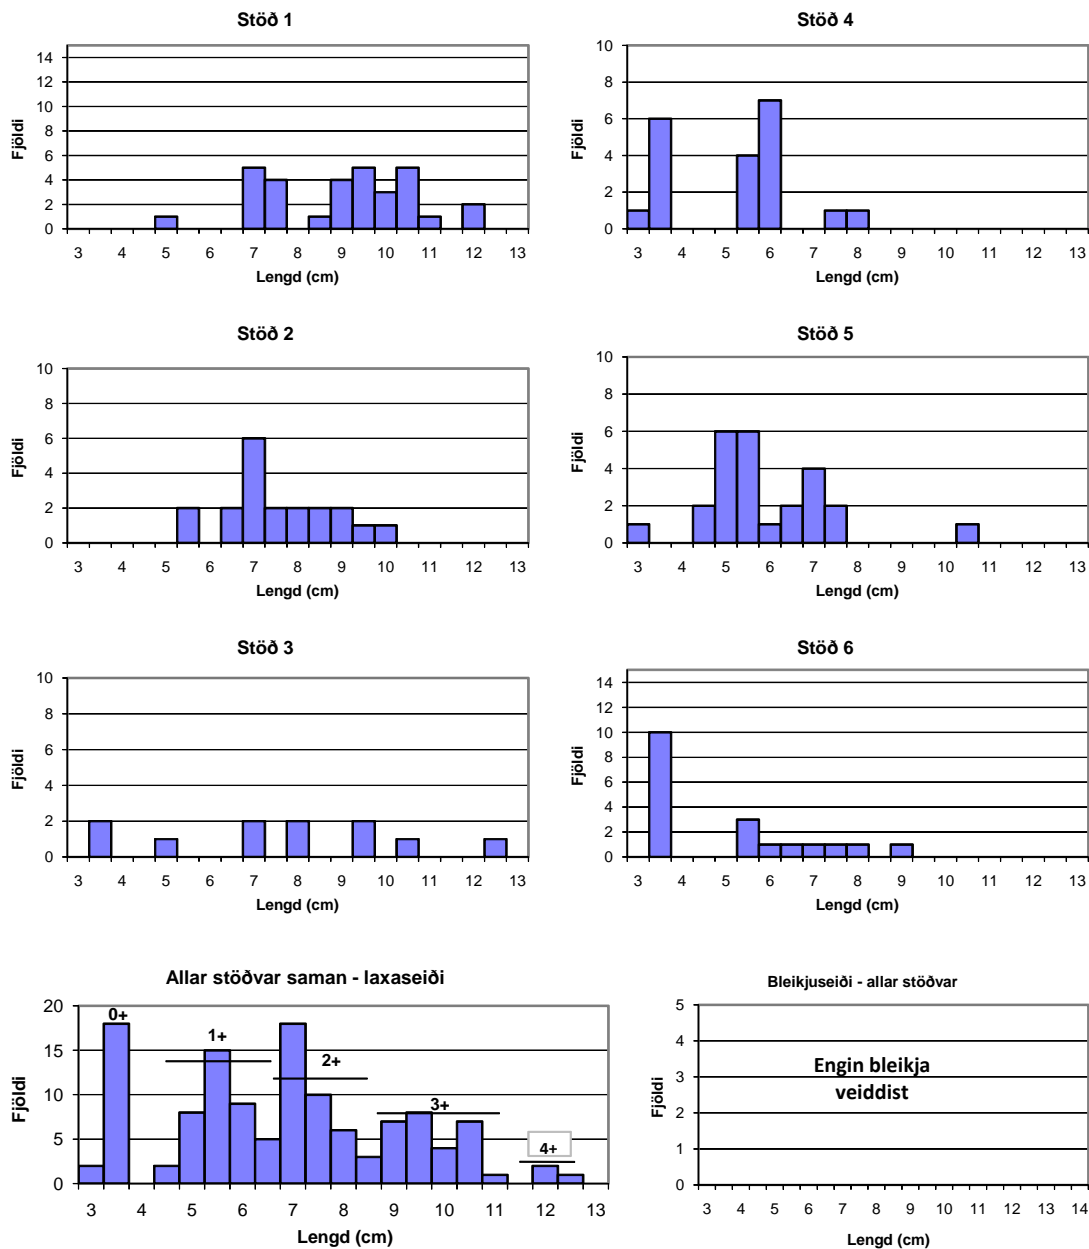 Stöð 1
14
12
10
8
6
4
2
0
Fjöldi
3 4 5 6 7 8 9 10 11 12 13
Lengd (cm)
Stöð 4
10
8
6
4
2
0
Fjöldi
3 4 5 6 7 8 9 10 11 12 13
Lengd (cm)
Stöð 2
10
8
6
4
2
0
Fjöldi
3 4 5 6 7 8 9 10 11 12 13
Lengd (cm)
Stöð 5
10
8
6
4
2
0
Fjöldi
3 4 5 6 7 8 9 10 11 12 13
Lengd (cm)
Stöð 3
10
8
6
4
2
0
Fjöldi
3 4 5 6 7 8 9 10 11 12 13
Lengd (cm)
Stöð 6
14
12
10
8
6
4
2
0
Fjöldi
3 4 5 6 7 8 9 10 11 12 13
Lengd (cm)
Allar stöðvar saman - laxaseiði
20
15
10
5
0
Fjöldi
0+
1+
2+
3+
4+
3 4 5 6 7 8 9 10 11 12 13
Lengd (cm)
Bleikjuseiði - allar stöðvar
5
4
3
2
1
0
Fjöldi
Engin bleikja
veiddist
3 4 5 6 7 8 9 10 11 12 13 14
Lengd (cm)